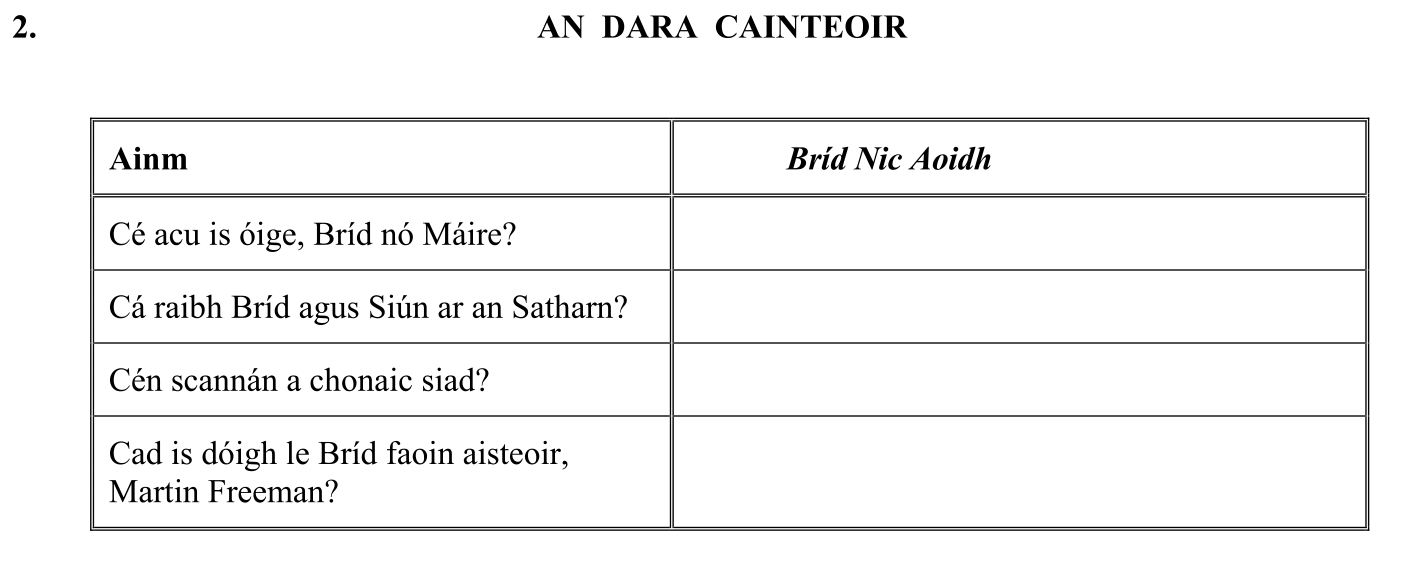 2. AN DARA CAINTEOIR
Ainm Bríd Nic Aoidh
Cé acu is óige, Bríd nó Máire?
Cá raibh Bríd agus Siún ar an Satharn?
Cén scannán a chonaic siad?
Cad is dóigh le Bríd faoin aisteoir,
Martin Freeman?